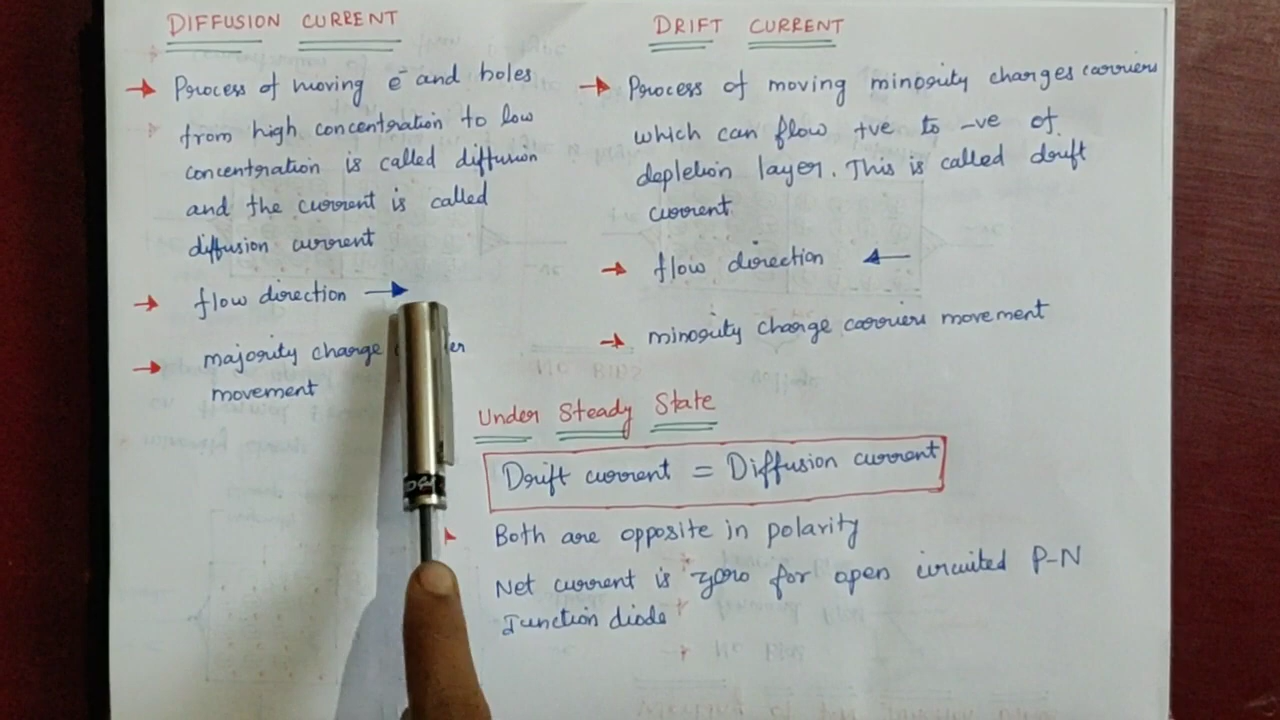 DIFFUSION CURRENT
→ Process of moving e⁻ and holes
from high concentration to low
concentration is called diffusion
and the current is called
diffusion current
→ flow direction →
→ majority charge
movement
DRIFT CURRENT
→ Process of moving minority charges carriers
which can flow +ve to -ve of
depletion layer. This is called drift
current
→ flow direction ←
→ minority charge carriers movement
Under Steady State
Drift current = Diffusion current
Both are opposite in polarity
Net current is zero for open circuited P-N
Junction diode